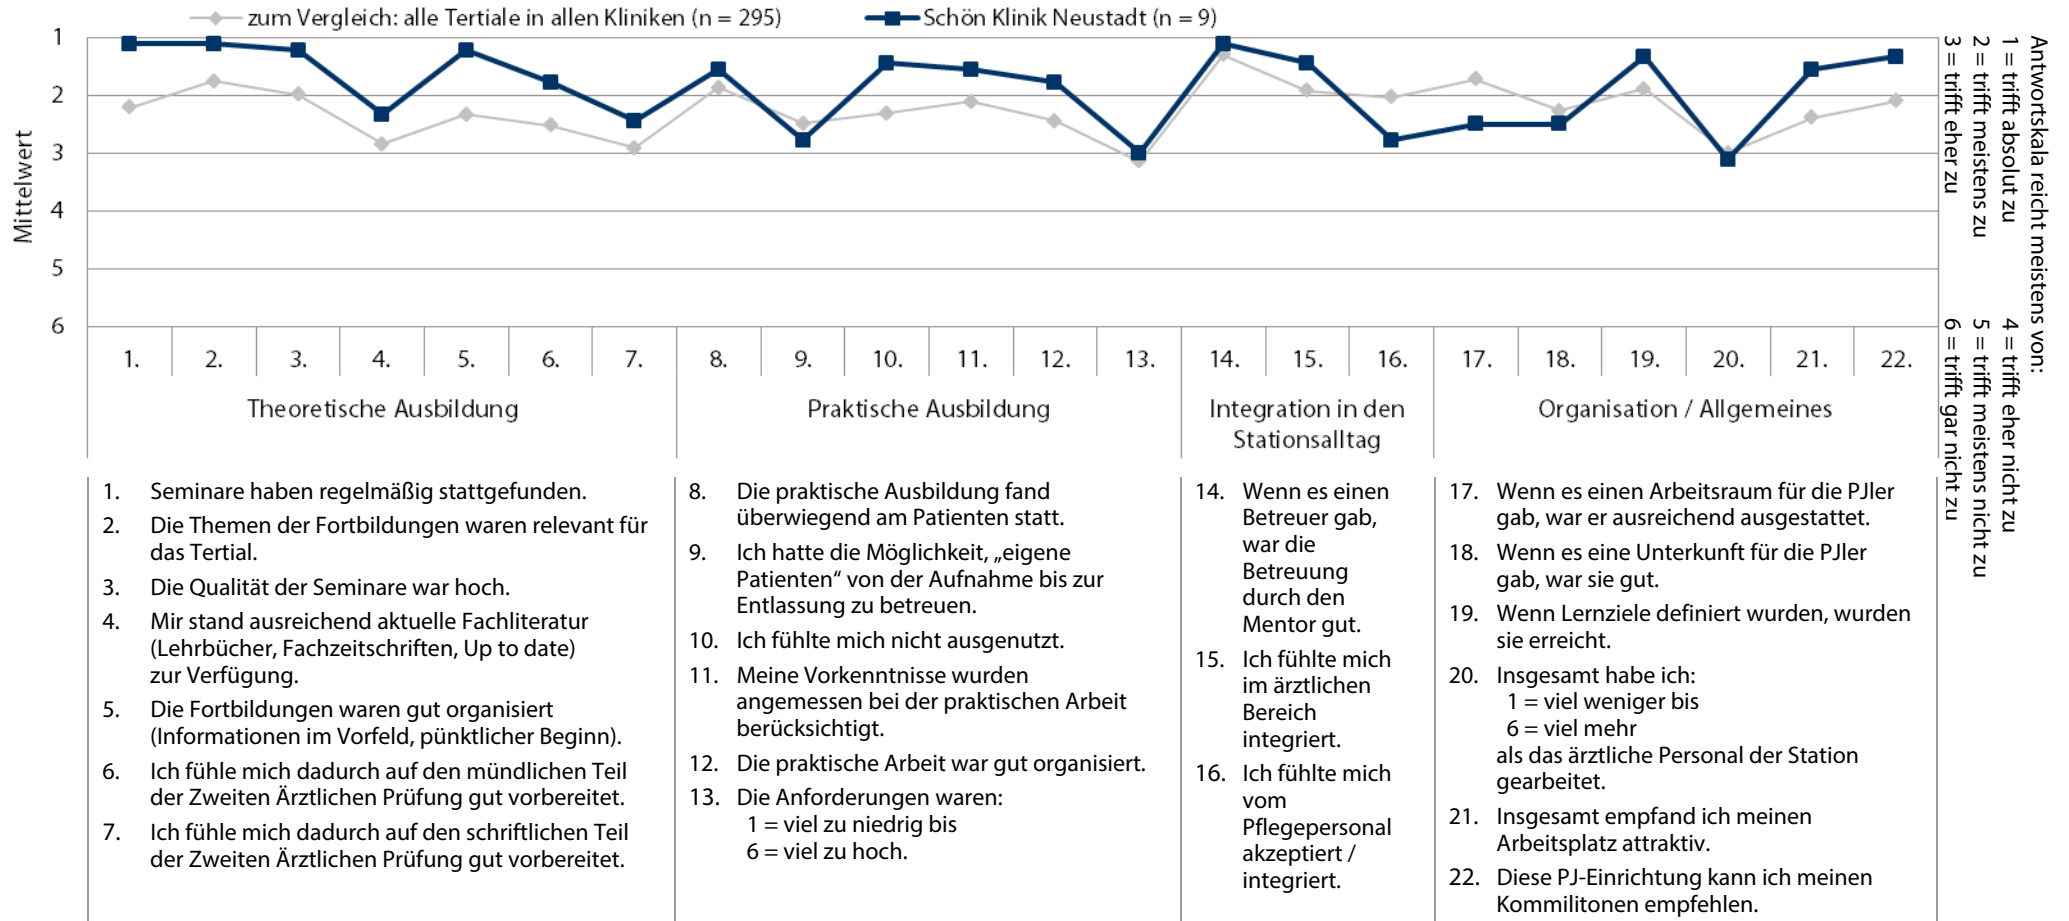 zum Vergleich: alle Tertiale in allen Kliniken (n = 295)
Schön Klinik Neustadt (n = 9)
Mittelwert
1
2
3
4
5
6
Antwortskala reicht meistens von:
1 = trifft absolut zu
2 = trifft meistens zu
3 = trifft eher zu
4 = trifft eher nicht zu
5 = trifft meistens nicht zu
6 = trifft gar nicht zu
1. 2. 3. 4. 5. 6. 7. 8. 9. 10. 11. 12. 13. 14. 15. 16. 17. 18. 19. 20. 21. 22.
Theoretische Ausbildung
Praktische Ausbildung
Integration in den
Stationsalltag
Organisation / Allgemeines
1. Seminare haben regelmäßig stattgefunden.
2. Die Themen der Fortbildungen waren relevant für
das Tertial.
3. Die Qualität der Seminare war hoch.
4. Mir stand ausreichend aktuelle Fachliteratur
(Lehrbücher, Fachzeitschriften, Up to date)
zur Verfügung.
5. Die Fortbildungen waren gut organisiert
(Informationen im Vorfeld, pünktlicher Beginn).
6. Ich fühle mich dadurch auf den mündlichen Teil
der Zweiten Ärztlichen Prüfung gut vorbereitet.
7. Ich fühle mich dadurch auf den schriftlichen Teil
der Zweiten Ärztlichen Prüfung gut vorbereitet.
8. Die praktische Ausbildung fand
überwiegend am Patienten statt.
9. Ich hatte die Möglichkeit, „eigene
Patienten“ von der Aufnahme bis zur
Entlassung zu betreuen.
10. Ich fühlte mich nicht ausgenutzt.
11. Meine Vorkenntnisse wurden
angemessen bei der praktischen Arbeit
berücksichtigt.
12. Die praktische Arbeit war gut organisiert.
13. Die Anforderungen waren:
1 = viel zu niedrig bis
6 = viel zu hoch.
14. Wenn es einen
Betreuer gab,
war die
Betreuung
durch den
Mentor gut.
15. Ich fühlte mich
im ärztlichen
Bereich
integriert.
16. Ich fühlte mich
vom
Pflegepersonal
akzeptiert /
integriert.
17. Wenn es einen Arbeitsraum für die PJler
gab, war er ausreichend ausgestattet.
18. Wenn es eine Unterkunft für die PJler
gab, war sie gut.
19. Wenn Lernziele definiert wurden, wurden
sie erreicht.
20. Insgesamt habe ich:
1 = viel weniger bis
6 = viel mehr
als das ärztliche Personal der Station
gearbeitet.
21. Insgesamt empfand ich meinen
Arbeitsplatz attraktiv.
22. Diese PJ-Einrichtung kann ich meinen
Kommilitonen empfehlen.